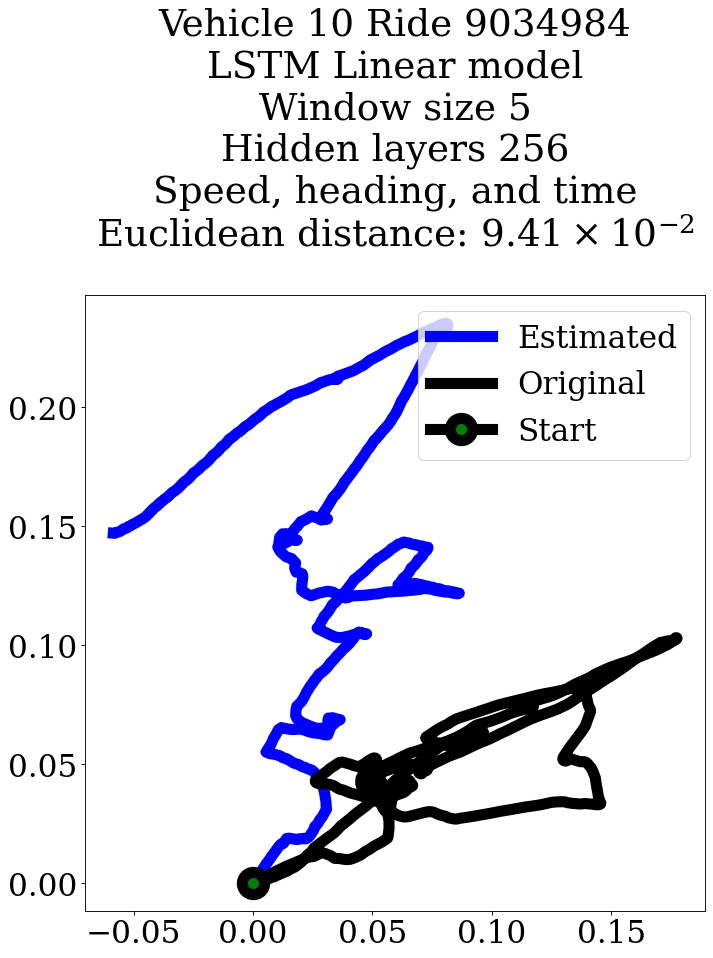 Vehicle 10 Ride 9034984
LSTM Linear model
Window size 5
Hidden layers 256
Speed, heading, and time
Euclidean distance: 9.41 × 10⁻²
Estimated
Original
Start
0.20
0.15
0.10
0.05
0.00
−0.05 0.00 0.05 0.10 0.15